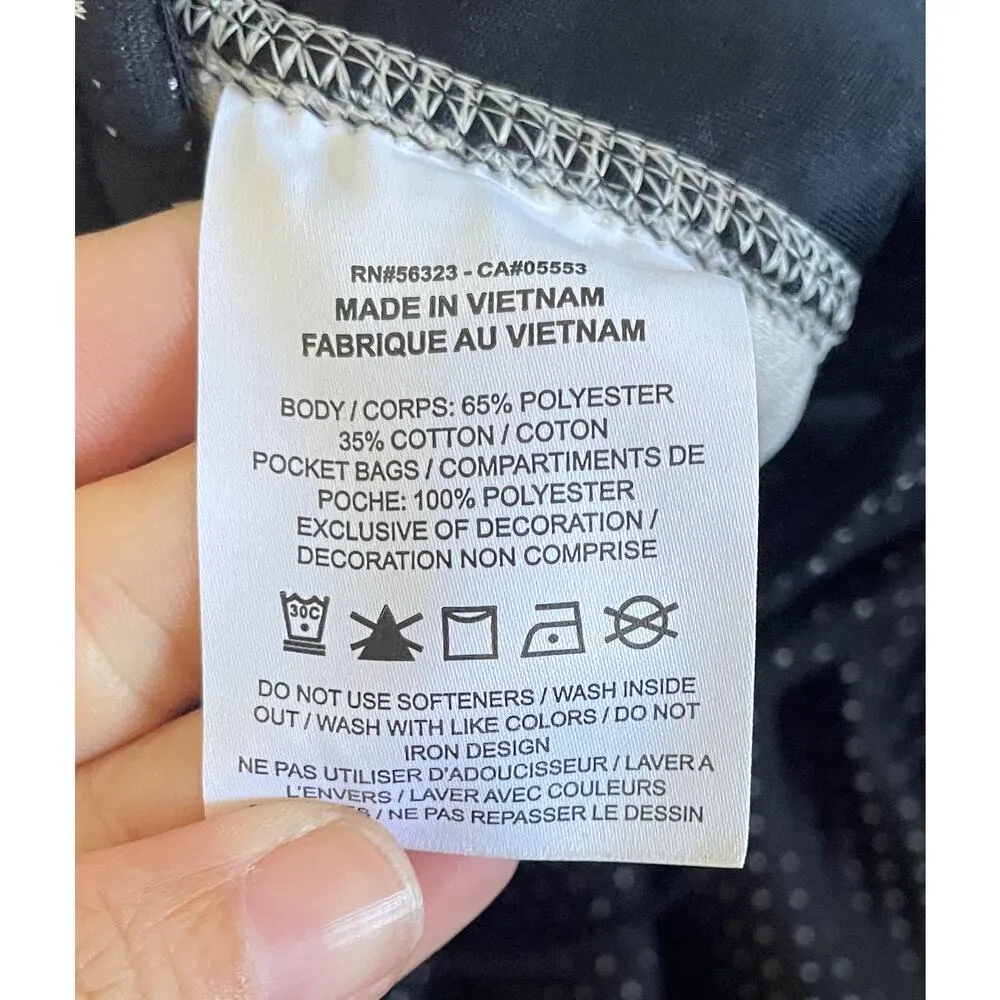 RN#56323 - CA#05553
MADE IN VIETNAM
FABRIQUE AU VIETNAM
BODY / CORPS: 65% POLYESTER
35% COTTON / COTON
POCKET BAGS / COMPARTIMENTS DE
POCHE: 100% POLYESTER
EXCLUSIVE OF DECORATION /
DECORATION NON COMPRISE
30C
DO NOT USE SOFTENERS / WASH INSIDE
OUT / WASH WITH LIKE COLORS / DO NOT
IRON DESIGN
NE PAS UTILISER D'ADOUCISSEUR / LAVER A
L'ENVERS / LAVER AVEC COULEURS
/ NE PAS REPASSER LE DESSIN